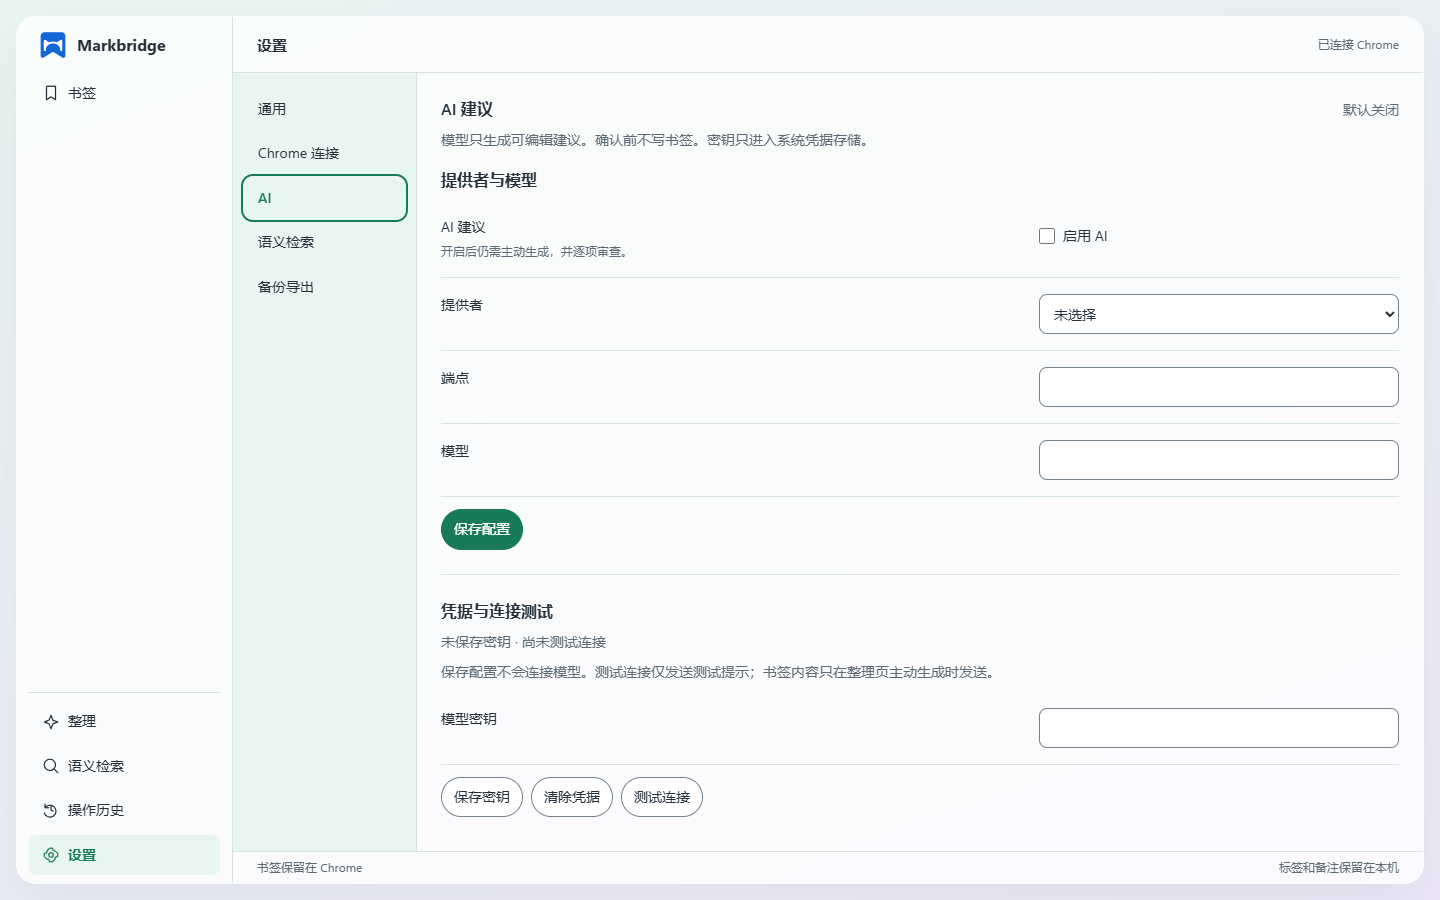 Markbridge
书签
整理
语义检索
操作历史
设置
设置
已连接 Chrome
通用
Chrome 连接
AI
语义检索
备份导出
AI 建议
默认关闭
模型只生成可编辑建议。确认前不写书签。密钥只进入系统凭据存储。
提供者与模型
AI 建议
开启后仍需主动生成，并逐项审查。
启用 AI
提供者
未选择
端点
模型
保存配置
凭据与连接测试
未保存密钥 · 尚未测试连接
保存配置不会连接模型。测试连接仅发送测试提示；书签内容只在整理页主动生成时发送。
模型密钥
保存密钥
清除凭据
测试连接
书签保留在 Chrome
标签和备注保留在本机